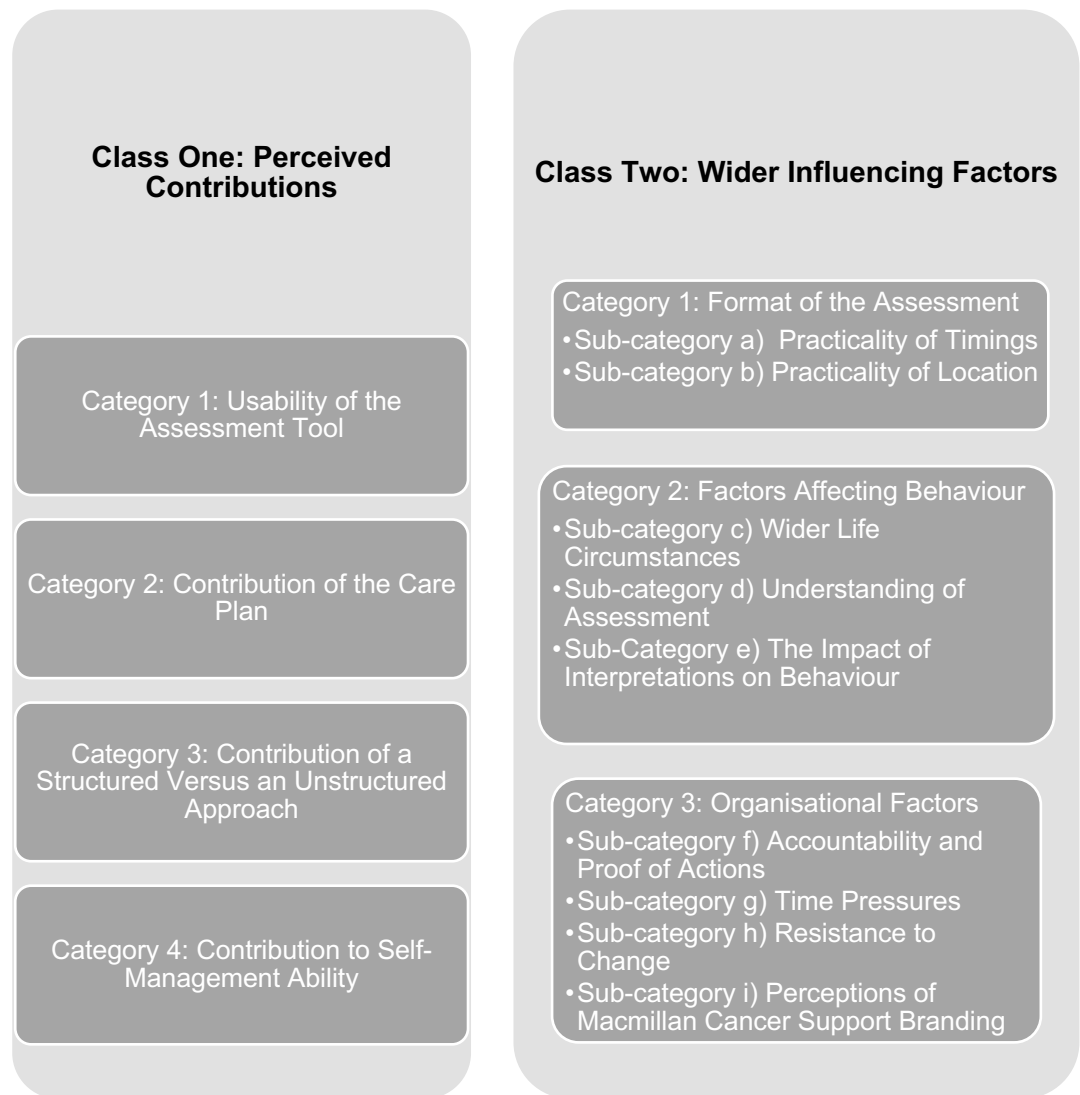 Class One: Perceived
Contributions
Category 1: Usability of the
Assessment Tool
Category 2: Contribution of the Care
Plan
Category 3: Contribution of a
Structured Versus an Unstructured
Approach
Category 4: Contribution to Self-
Management Ability
Class Two: Wider Influencing Factors
Category 1: Format of the Assessment
•Sub-category a)  Practicality of Timings
•Sub-category b) Practicality of Location
Category 2: Factors Affecting Behaviour
•Sub-category c) Wider Life
Circumstances
•Sub-category d) Understanding of
Assessment
•Sub-Category e) The Impact of
Interpretations on Behaviour
Category 3: Organisational Factors
•Sub-category f) Accountability and
Proof of Actions
•Sub-category g) Time Pressures
•Sub-category h) Resistance to
Change
•Sub-category i) Perceptions of
Macmillan Cancer Support Branding